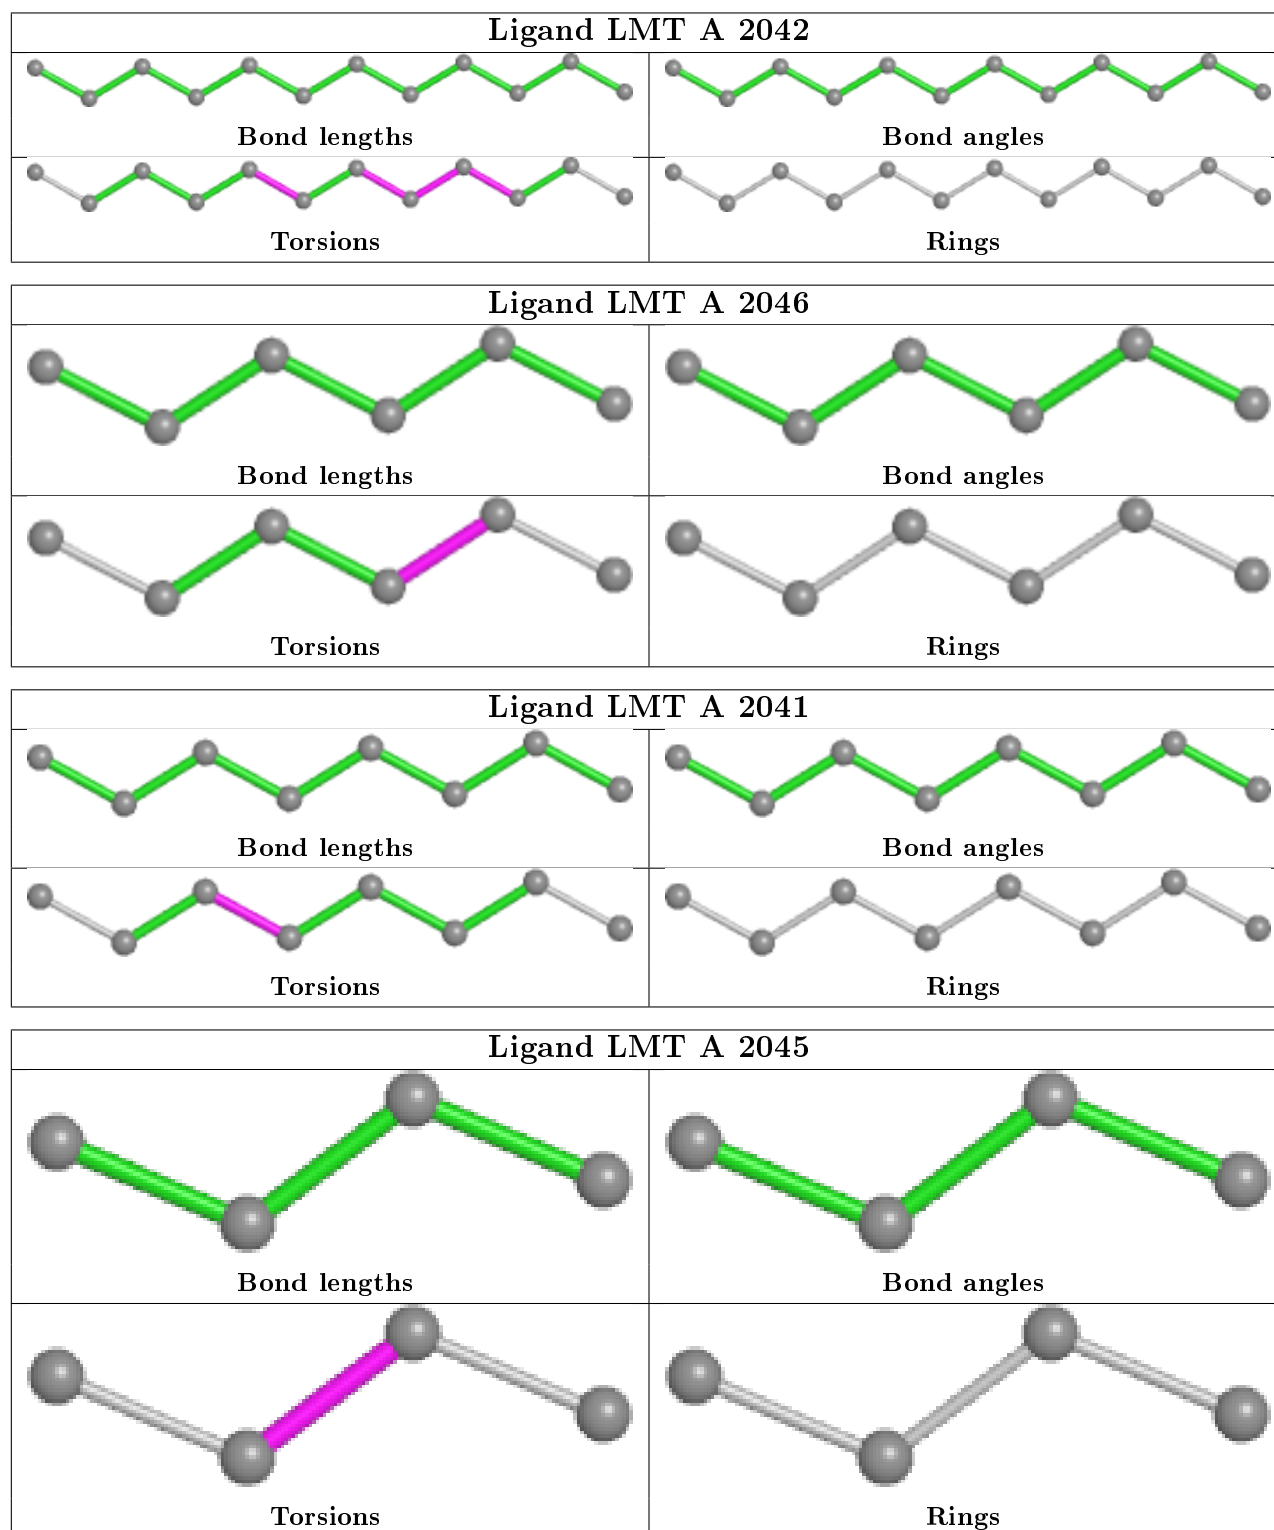 Ligand LMT A 2042
Bond lengths
Bond angles
Torsions
Rings
Ligand LMT A 2046
Bond lengths
Bond angles
Torsions
Rings
Ligand LMT A 2041
Bond lengths
Bond angles
Torsions
Rings
Ligand LMT A 2045
Bond lengths
Bond angles
Torsions
Rings